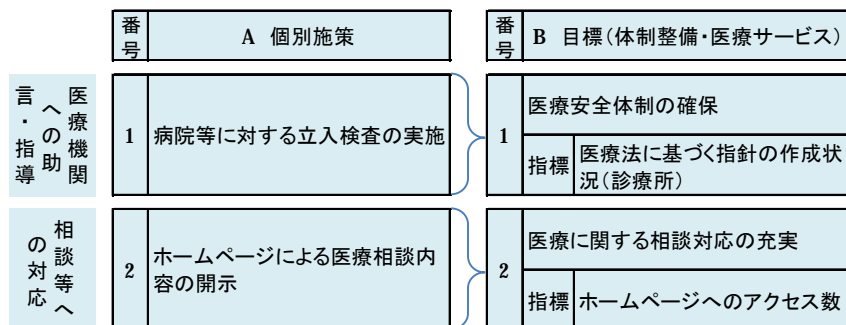 番号
A 個別施策
番号
B 目標（体制整備・医療サービス）
医療機関
への助
言・指導
1
病院等に対する立入検査の実施
1
医療安全体制の確保
指標
医療法に基づく指針の作成状
況（診療所）
相談等へ
の対応
2
ホームページによる医療相談内
容の開示
2
医療に関する相談対応の充実
指標
ホームページへのアクセス数